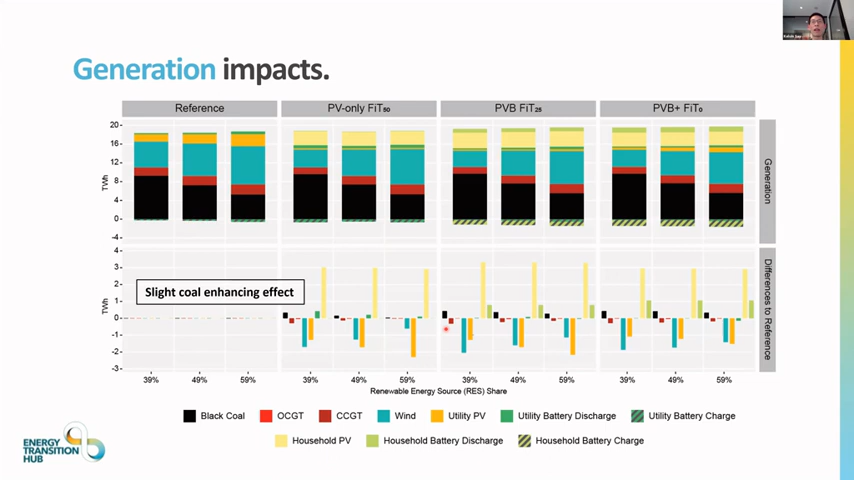 Generation impacts.
Reference
PV-only FiT₅₀
PVB FiT₂₅
PVB+ FiT₀
20
16
12
8
4
0
-4
TWh
Generation
4
3
2
1
0
-1
-2
-3
TWh
Differences to Reference
Slight coal enhancing effect
39% 49% 59% 39% 49% 59% 39% 49% 59% 39% 49% 59%
Renewable Energy Source (RES) Share
Black Coal OCGT CCGT Wind Utility PV Utility Battery Discharge Utility Battery Charge
Household PV Household Battery Discharge Household Battery Charge
ENERGY
TRANSITION
HUB